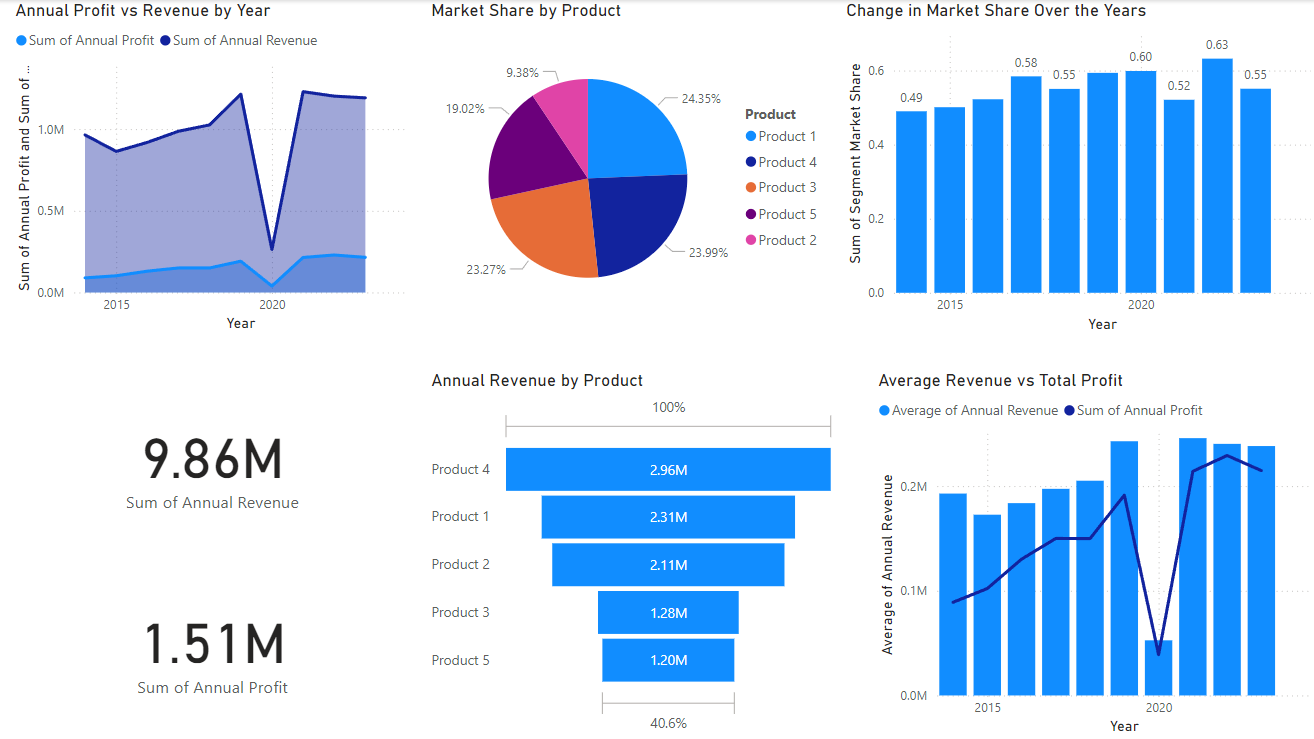 Annual Profit vs Revenue by Year
Sum of Annual Profit Sum of Annual Revenue
Sum of Annual Profit and Sum of ...
1.0M
0.5M
0.0M
2015 2020
Year
Market Share by Product
9.38%
24.35%
19.02%
23.99%
23.27%
Product
Product 1
Product 4
Product 3
Product 5
Product 2
Change in Market Share Over the Years
Sum of Segment Market Share
0.6
0.4
0.2
0.0
0.49
0.58
0.55
0.60
0.52
0.63
0.55
2015 2020
Year
9.86M
Sum of Annual Revenue
1.51M
Sum of Annual Profit
Annual Revenue by Product
100%
Product 4 2.96M
Product 1 2.31M
Product 2 2.11M
Product 3 1.28M
Product 5 1.20M
40.6%
Average Revenue vs Total Profit
Average of Annual Revenue Sum of Annual Profit
Average of Annual Revenue
0.2M
0.1M
0.0M
2015 2020
Year